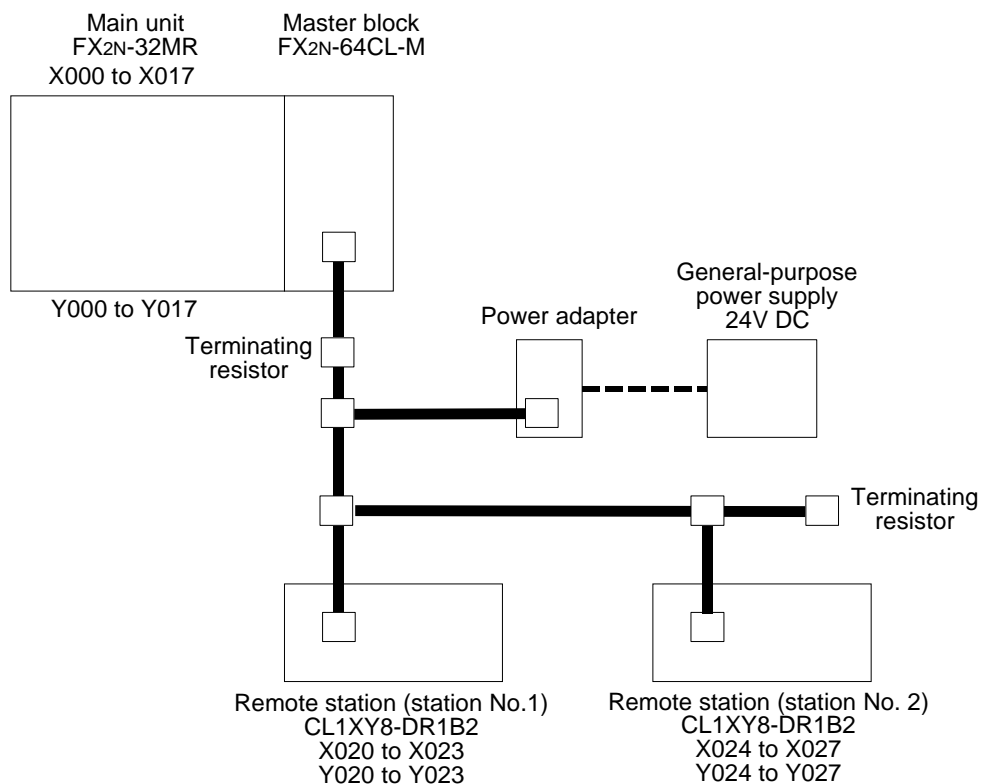 Main unit
FX2N-32MR
X000 to X017
Master block
FX2N-64CL-M
Y000 to Y017
Terminating
resistor
Power adapter
General-purpose
power supply
24V DC
Terminating
resistor
Remote station (station No.1)
CL1XY8-DR1B2
X020 to X023
Y020 to Y023
Remote station (station No. 2)
CL1XY8-DR1B2
X024 to X027
Y024 to Y027